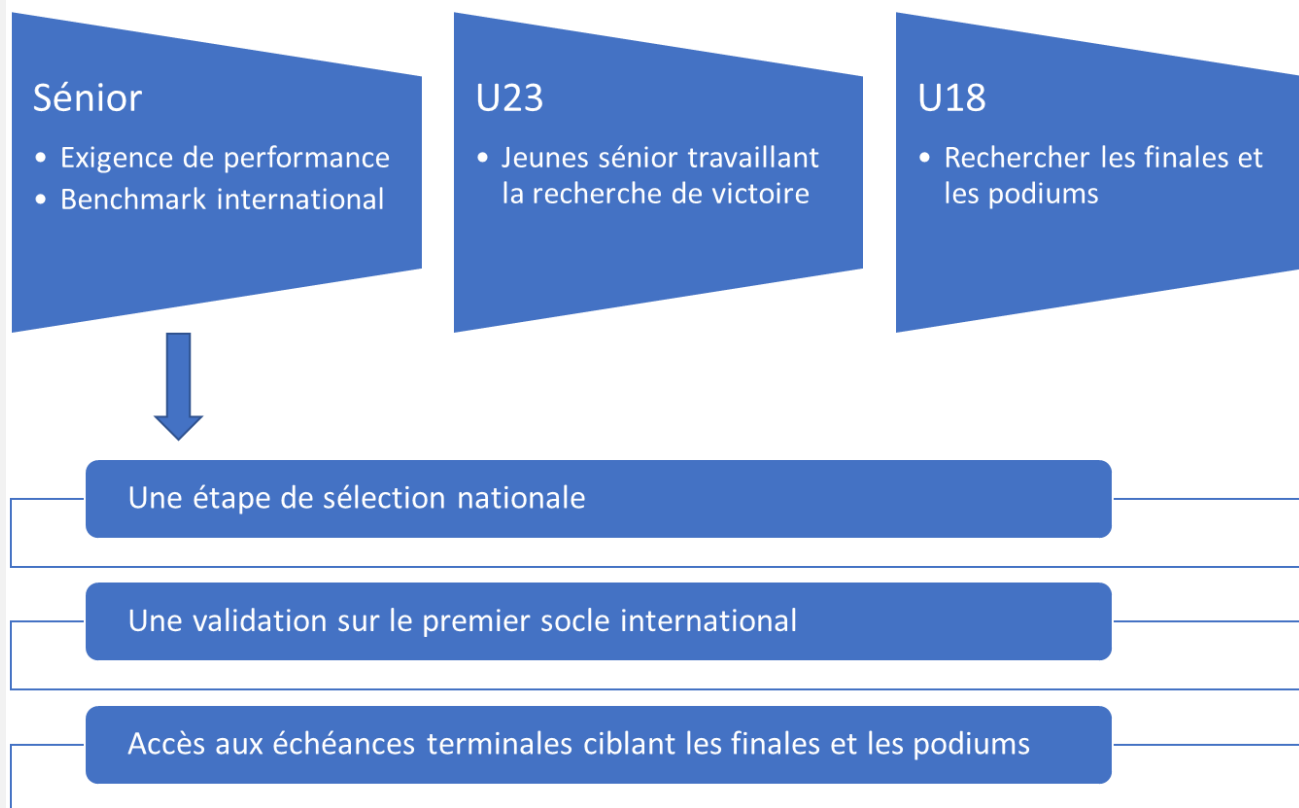 Sénior
• Exigence de performance
• Benchmark international
U23
• Jeunes sénior travaillant
la recherche de victoire
U18
• Rechercher les finales et
les podiums
Une étape de sélection nationale
Une validation sur le premier socle international
Accès aux échéances terminales ciblant les finales et les podiums